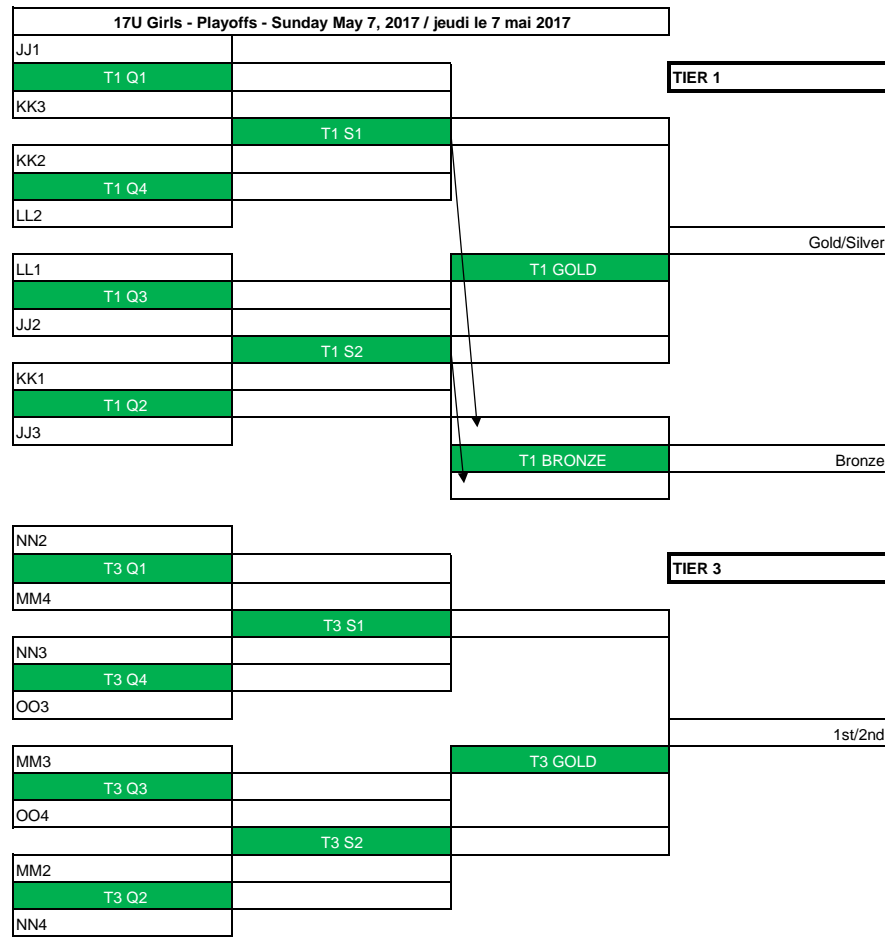 17U Girls - Playoffs - Sunday May 7, 2017 / jeudi le 7 mai 2017
JJ1
T1 Q1
TIER 1
KK3
T1 S1
KK2
T1 Q4
LL2
Gold/Silver
LL1
T1 GOLD
T1 Q3
JJ2
T1 S2
KK1
T1 Q2
JJ3
T1 BRONZE
Bronze
NN2
T3 Q1
TIER 3
MM4
T3 S1
NN3
T3 Q4
OO3
1st/2nd
MM3
T3 GOLD
T3 Q3
OO4
T3 S2
MM2
T3 Q2
NN4